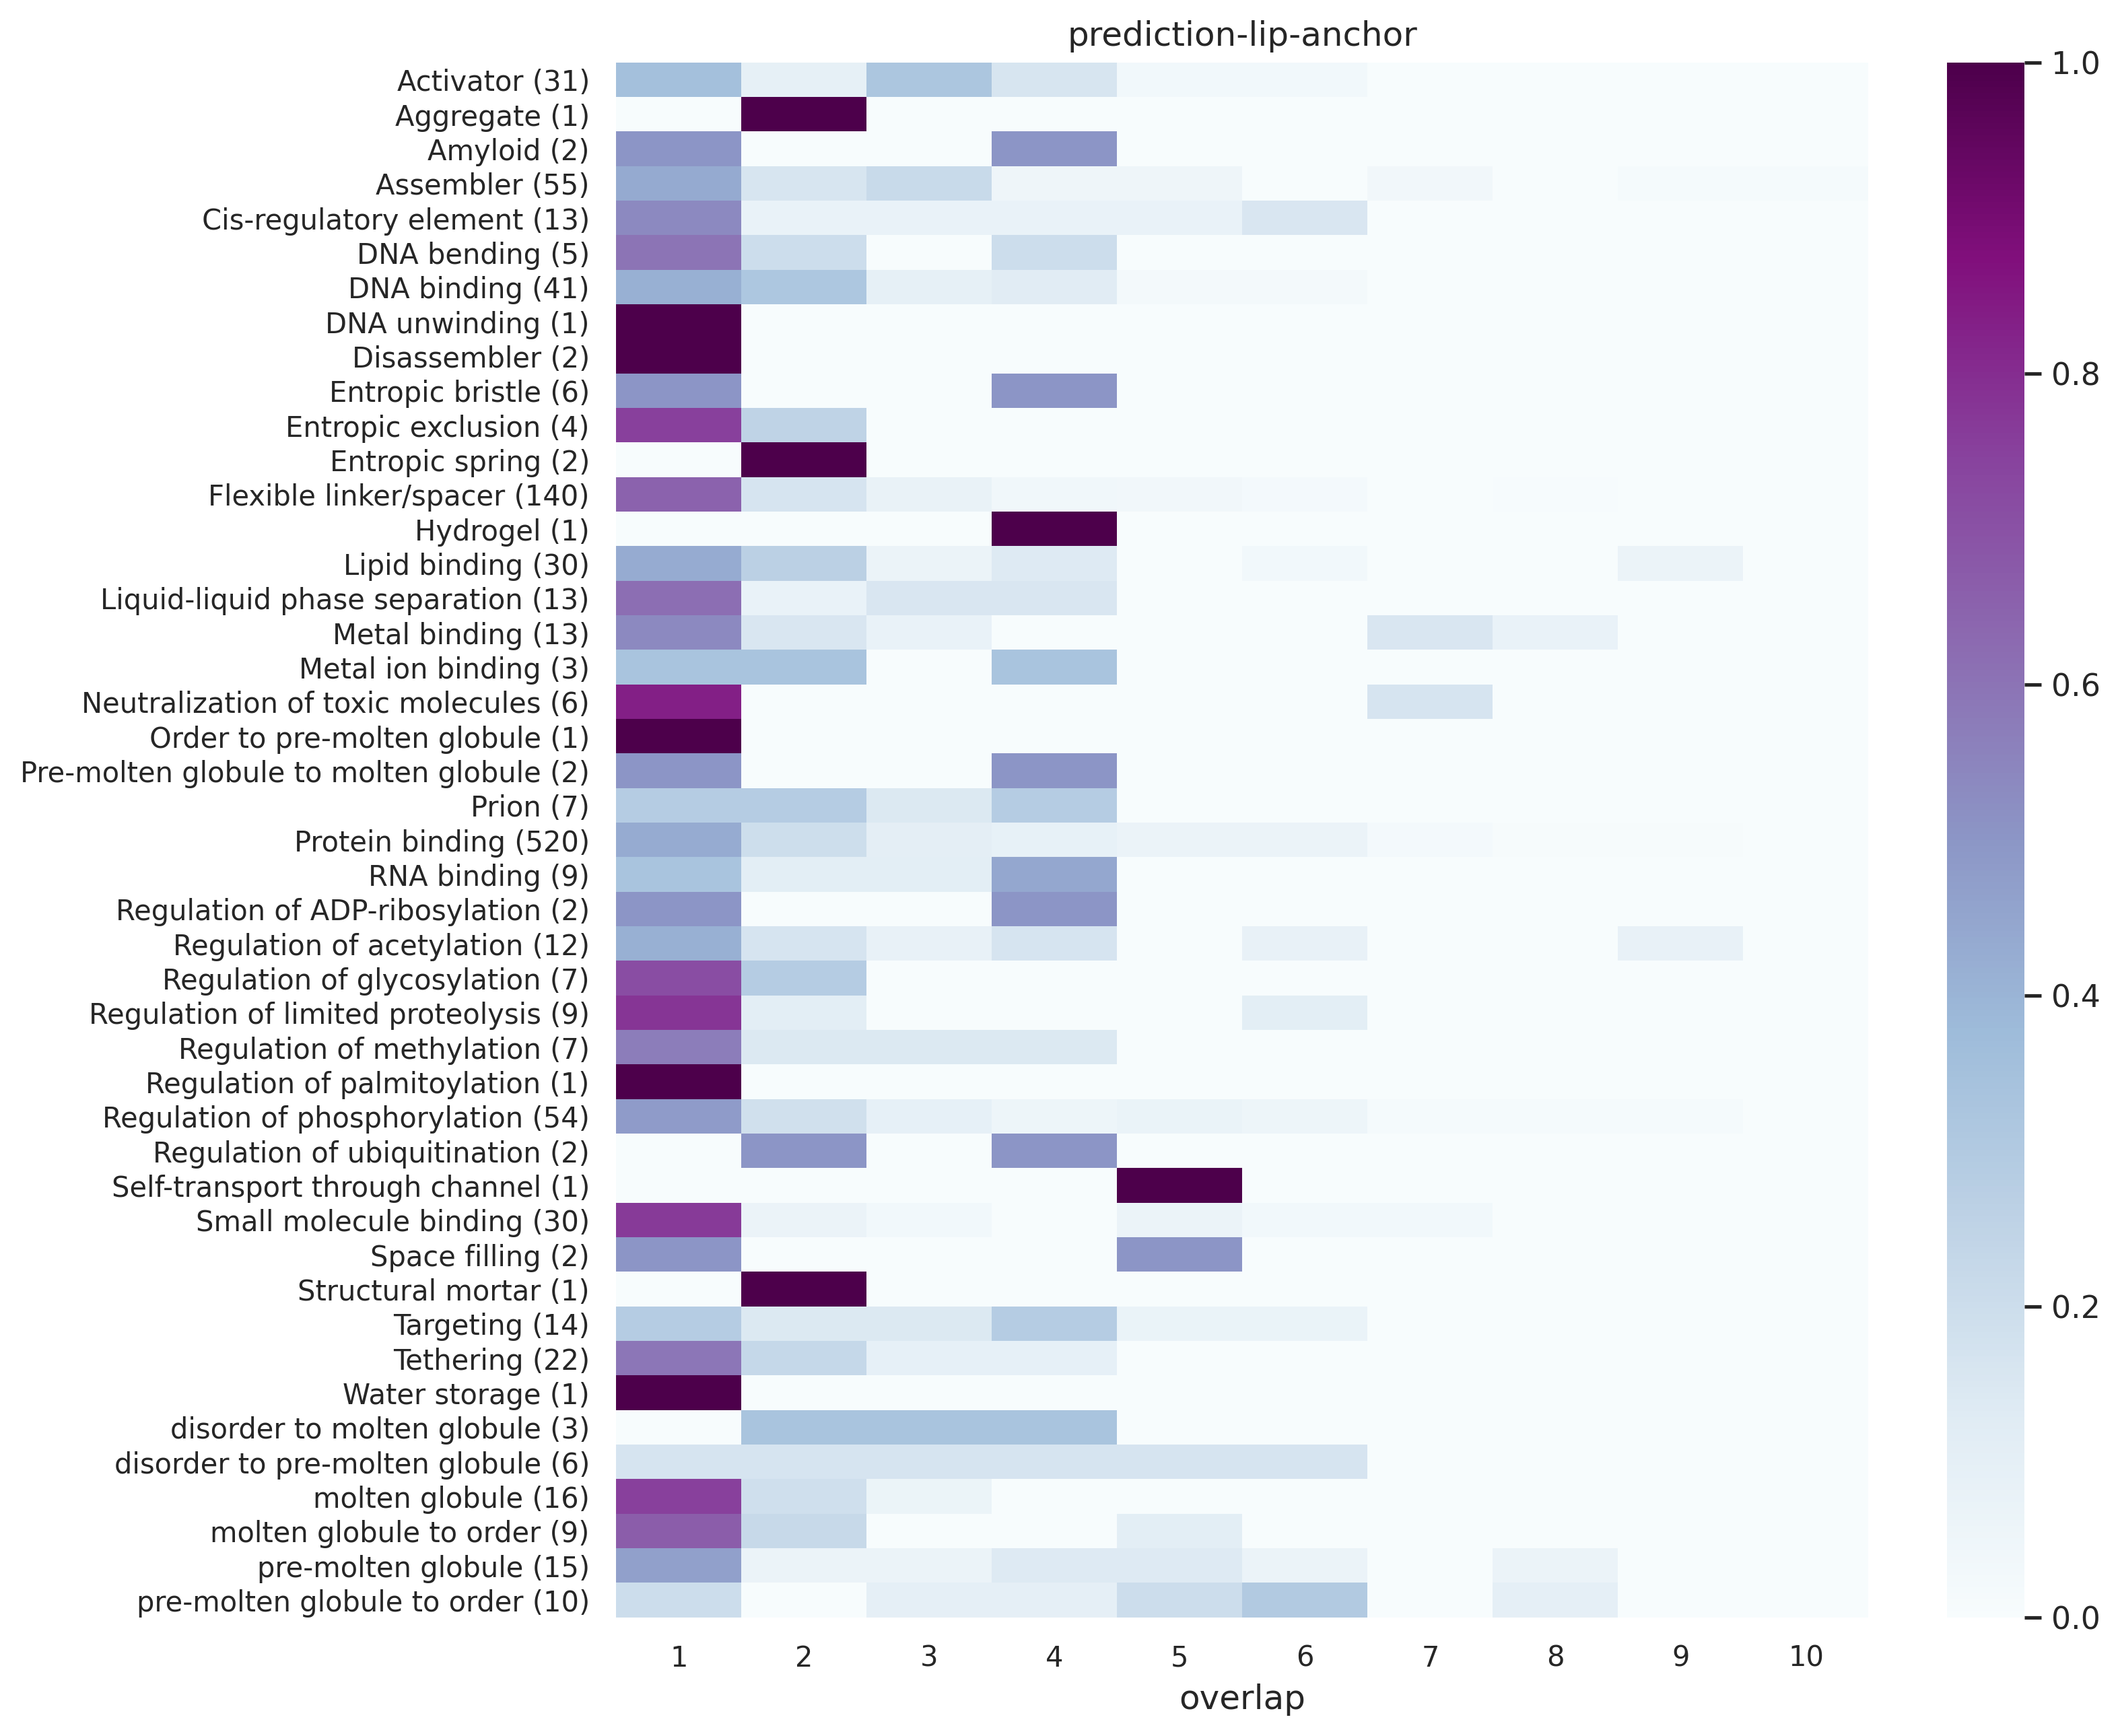 prediction-lip-anchor
Activator (31)
Aggregate (1)
Amyloid (2)
Assembler (55)
Cis-regulatory element (13)
DNA bending (5)
DNA binding (41)
DNA unwinding (1)
Disassembler (2)
Entropic bristle (6)
Entropic exclusion (4)
Entropic spring (2)
Flexible linker/spacer (140)
Hydrogel (1)
Lipid binding (30)
Liquid-liquid phase separation (13)
Metal binding (13)
Metal ion binding (3)
Neutralization of toxic molecules (6)
Order to pre-molten globule (1)
Pre-molten globule to molten globule (2)
Prion (7)
Protein binding (520)
RNA binding (9)
Regulation of ADP-ribosylation (2)
Regulation of acetylation (12)
Regulation of glycosylation (7)
Regulation of limited proteolysis (9)
Regulation of methylation (7)
Regulation of palmitoylation (1)
Regulation of phosphorylation (54)
Regulation of ubiquitination (2)
Self-transport through channel (1)
Small molecule binding (30)
Space filling (2)
Structural mortar (1)
Targeting (14)
Tethering (22)
Water storage (1)
disorder to molten globule (3)
disorder to pre-molten globule (6)
molten globule (16)
molten globule to order (9)
pre-molten globule (15)
pre-molten globule to order (10)
1 2 3 4 5 6 7 8 9 10
overlap
1.0
0.8
0.6
0.4
0.2
0.0